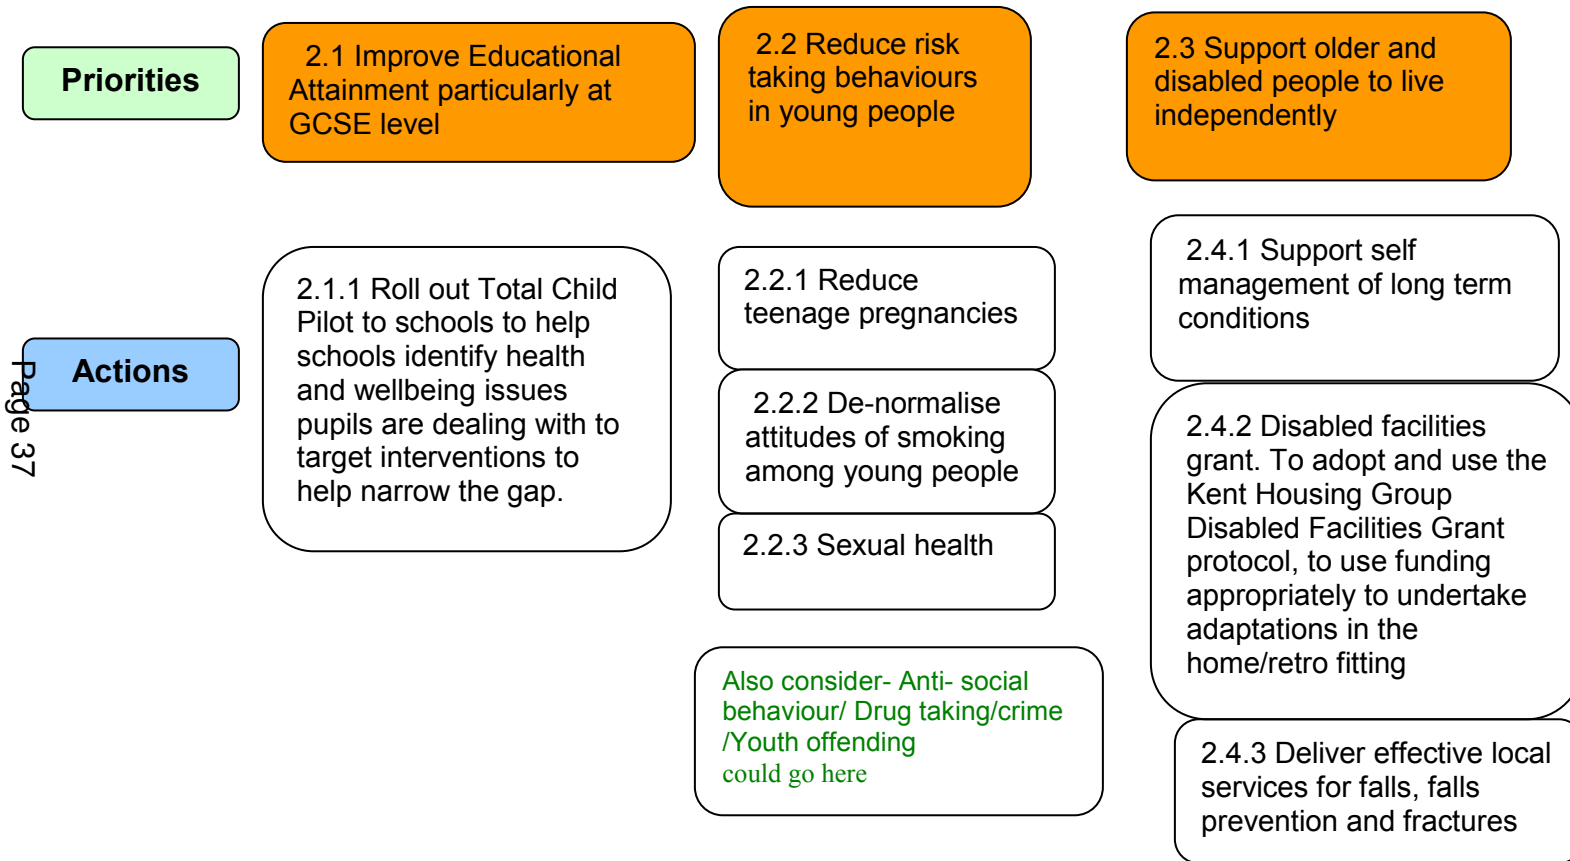 Priorities
2.1 Improve Educational
Attainment particularly at
GCSE level
2.2 Reduce risk
taking behaviours
in young people
2.3 Support older and
disabled people to live
independently
Actions
Page 37
2.1.1 Roll out Total Child
Pilot to schools to help
schools identify health
and wellbeing issues
pupils are dealing with to
target interventions to
help narrow the gap.
2.2.1 Reduce
teenage pregnancies
2.2.2 De-normalise
attitudes of smoking
among young people
2.2.3 Sexual health
Also consider- Anti- social
behaviour/ Drug taking/crime
/Youth offending
could go here
2.4.1 Support self
management of long term
conditions
2.4.2 Disabled facilities
grant. To adopt and use the
Kent Housing Group
Disabled Facilities Grant
protocol, to use funding
appropriately to undertake
adaptations in the
home/retro fitting
2.4.3 Deliver effective local
services for falls, falls
prevention and fractures